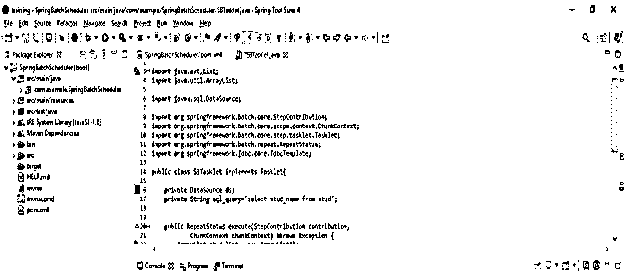 training - SpringBatchScheduler/src/main/java/com/example/SpringBatchScheduler/SBTasklet.java - Spring Tool Suite 4
File Edit Source Refactor Navigate Search Project Run Window Help
Package Explorer
SpringBatchScheduler/pom.xml
*SBTasklet.java
SpringBatchScheduler [boot]
src/main/java
com.example.SpringBatchScheduler
src/main/resources
src/test/java
JRE System Library
Maven Dependencies
bin
src
target
HELP.md
mvnw
mvnw.cmd
pom.xml
import java.util.List;
import java.util.ArrayList;
import javax.sql.DataSource;
import org.springframework.batch.core.StepContribution;
import org.springframework.batch.core.scope.context.ChunkContext;
import org.springframework.batch.core.step.tasklet.Tasklet;
import org.springframework.batch.repeat.RepeatStatus;
import org.springframework.jdbc.core.JdbcTemplate;
public class SBTasklet implements Tasklet{
private DataSource ds;
private String sql_query="select stud_name from stud";
public RepeatStatus execute(StepContribution contribution,
ChunkContext chunkContext) throws Exception {
Console
Progress
Terminal